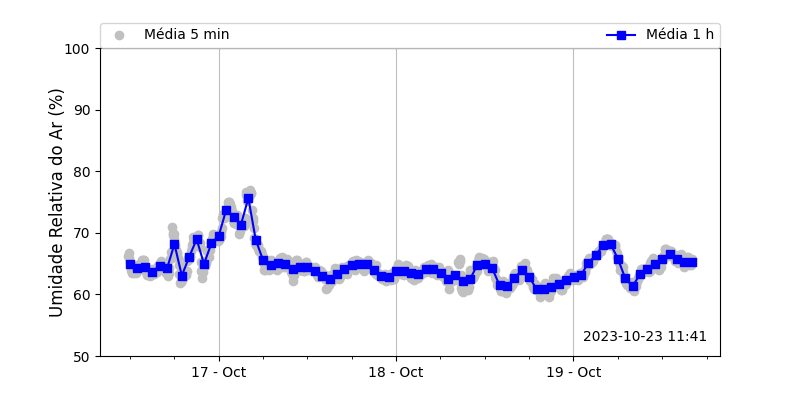 Média 5 min
Média 1 h
Umidade Relativa do Ar (%)
100
90
80
70
60
50
2023-10-23 11:41
17 - Oct
18 - Oct
19 - Oct